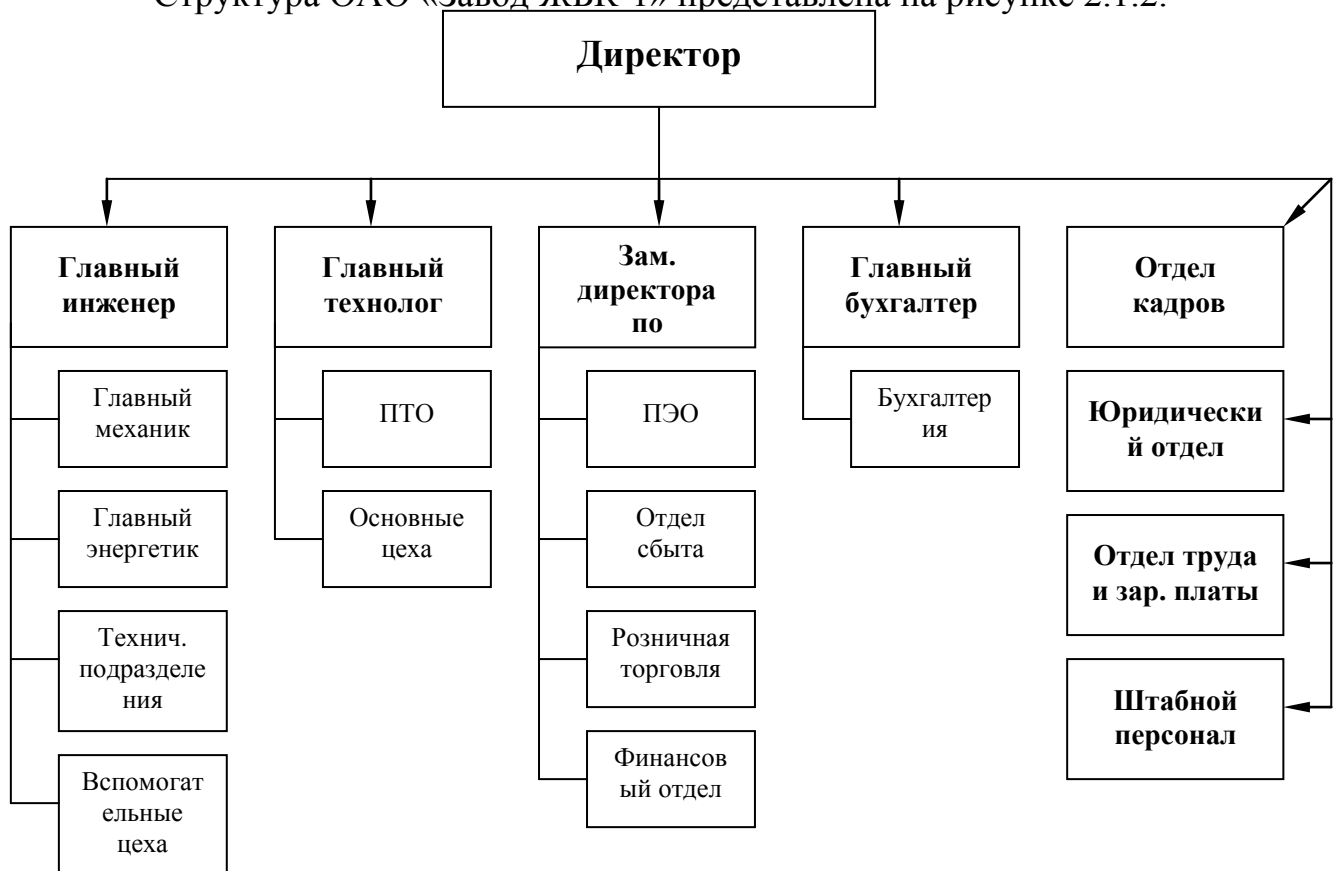 Структура ОАО «Завод ЖБК-1» представлена на рисунке 2.1.2.
Директор
Главный
инженер
Главный
технолог
Зам.
директора
по
Главный
бухгалтер
Отдел
кадров
Главный
механик
ПТО
ПЭО
Бухгалтер
ия
Юридически
й отдел
Главный
энергетик
Основные
цеха
Отдел
сбыта
Отдел труда
и зар. платы
Технич.
подразделе
ния
Розничная
торговля
Штабной
персонал
Вспомогат
ельные
цеха
Финансов
ый отдел